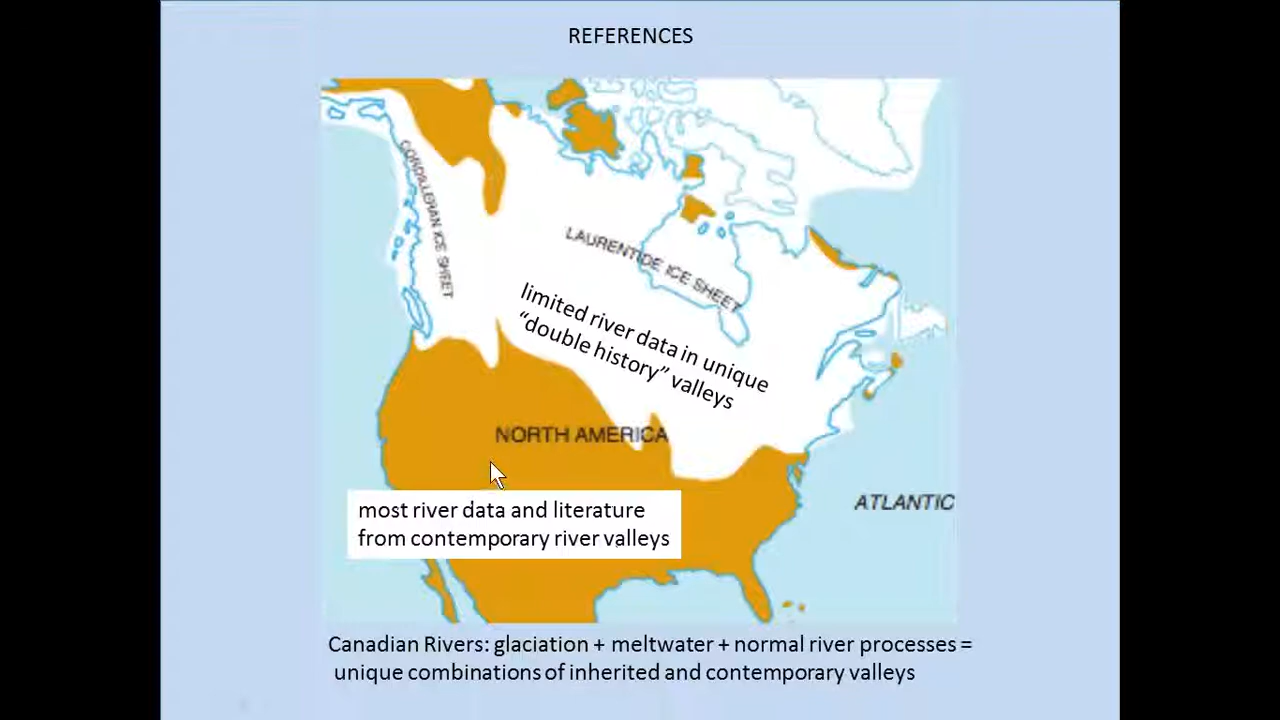 REFERENCES
CORDILLERAN ICE SHEET
LAURENTIDE ICE SHEET
limited river data in unique
“double history” valleys
NORTH AMERICA
ATLANTIC
most river data and literature
from contemporary river valleys
Canadian Rivers: glaciation + meltwater + normal river processes =
unique combinations of inherited and contemporary valleys